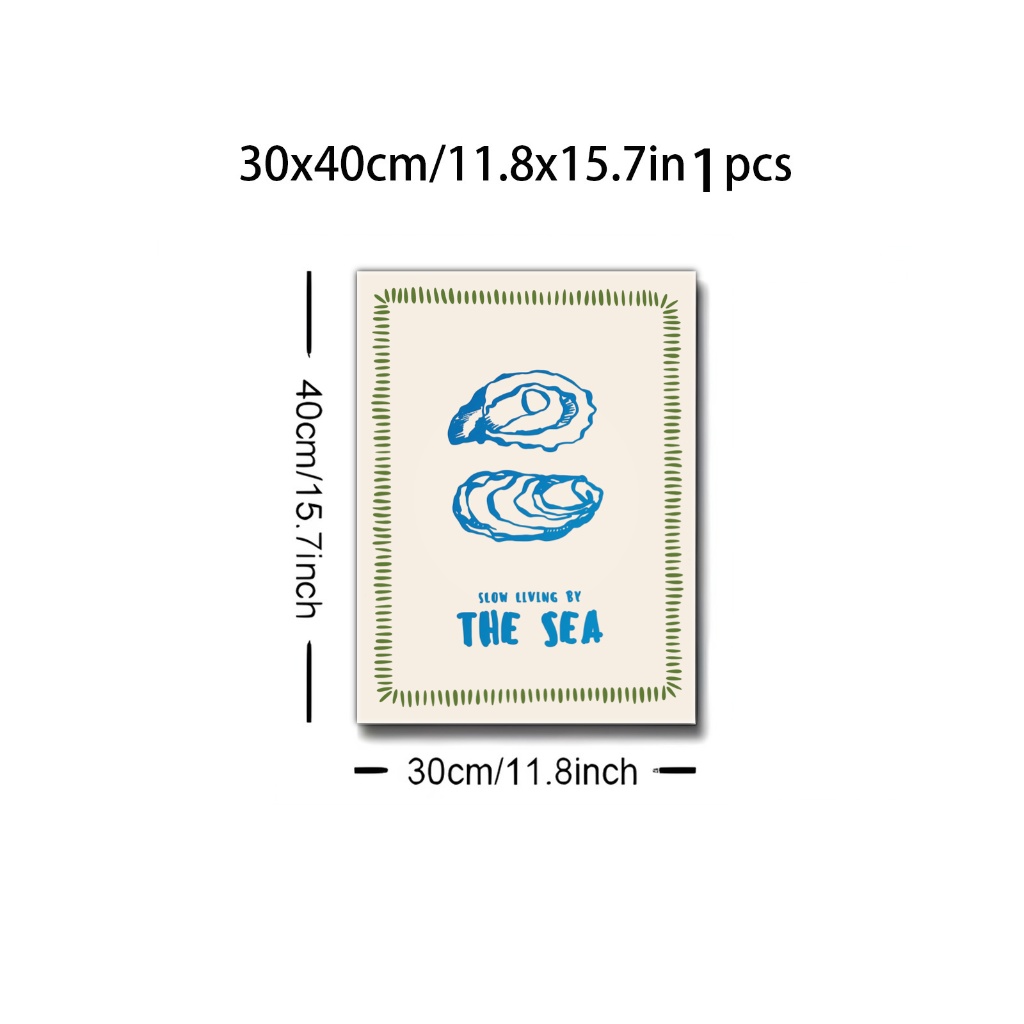 30x40cm/11.8x15.7in 1 pcs
40cm/15.7inch
SLOW LIVING BY
THE SEA
30cm/11.8inch